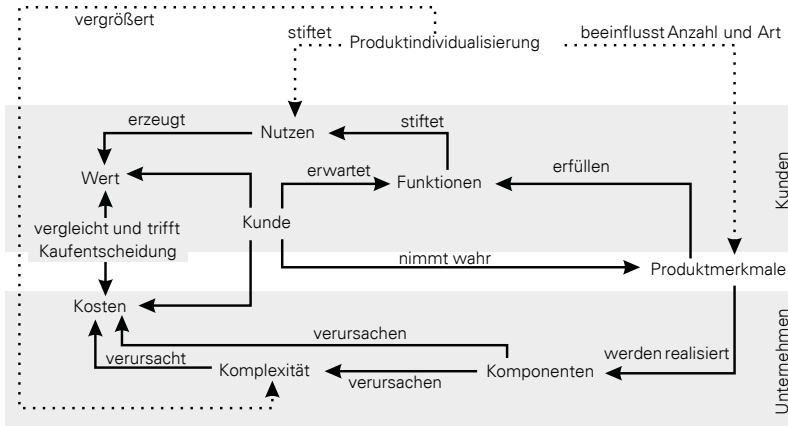 vergrößert
stiftet
Produktindividualisierung
beeinflusst Anzahl und Art
erzeugt
Nutzen
stiftet
Wert
erwartet
Funktionen
erfüllen
Kunden
vergleicht und trifft
Kaufentscheidung
Kunde
nimmt wahr
Produktmerkmale
Kosten
verursachen
verursacht
Komplexität
verursachen
Komponenten
werden realisiert
Unternehmen